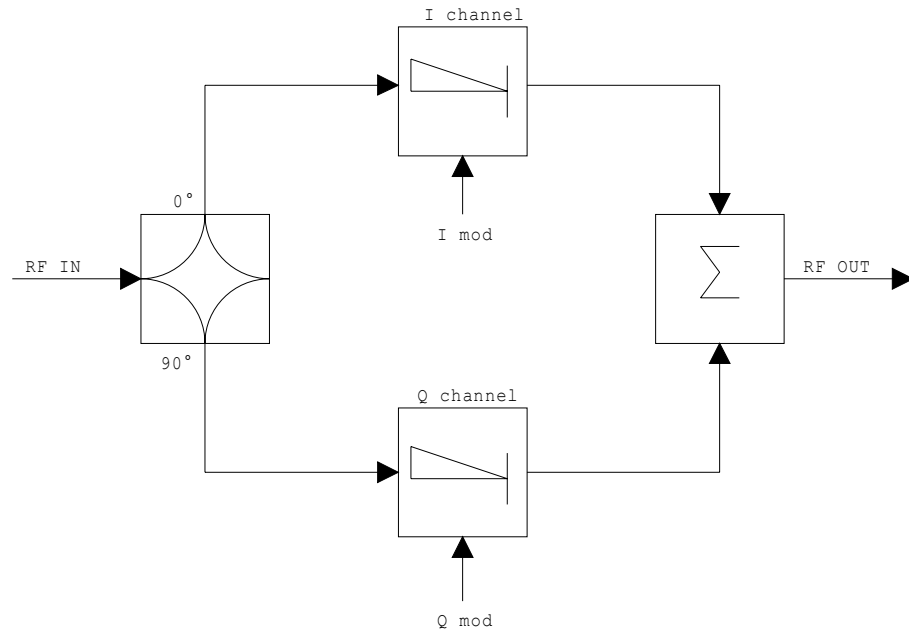 I channel
0°
I mod
RF IN
Σ
RF OUT
90°
Q channel
Q mod